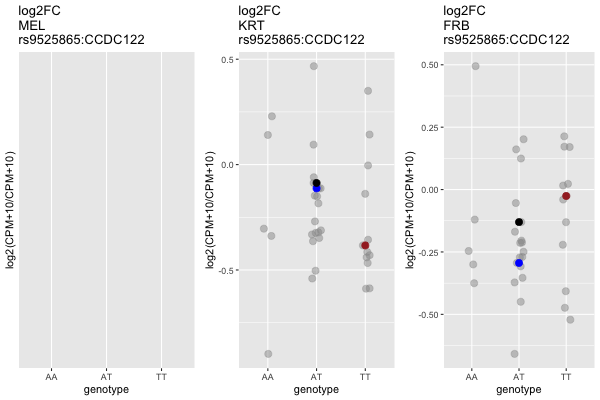 log2FC
MEL
rs9525865:CCDC122
log2(CPM+10/CPM+10)
AA
AT
TT
genotype
log2FC
KRT
rs9525865:CCDC122
log2(CPM+10/CPM+10)
0.5
0.0
-0.5
AA
AT
TT
genotype
log2FC
FRB
rs9525865:CCDC122
log2(CPM+10/CPM+10)
0.50
0.25
0.00
-0.25
-0.50
AA
AT
TT
genotype